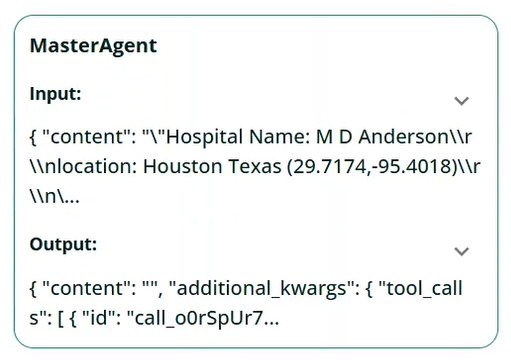 MasterAgent
Input:
{ "content": "\"Hospital Name: M D Anderson\\r
\\nlocation: Houston Texas (29.7174,-95.4018)\\r
\\n\...
Output:
{ "content": "", "additional_kwargs": { "tool_call
s": [ { "id": "call_o0rSpUr7...